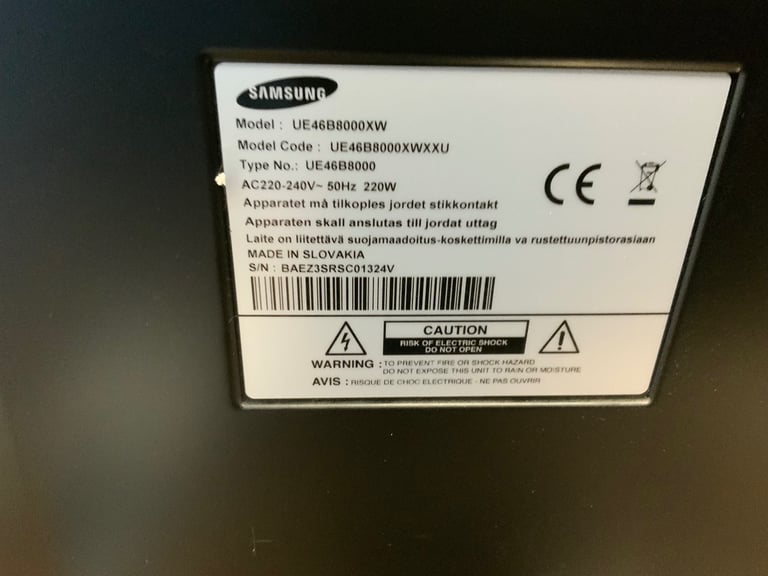 SAMSUNG
Model : UE46B8000XW
Model Code : UE46B8000XWXXU
Type No.: UE46B8000
AC220-240V~ 50Hz 220W
Apparatet må tilkoples jordet stikkontakt
Apparaten skall anslutas till jordat uttag
Laite on liitettävä suojamaadoitus-koskettimilla va rustettuunpistorasiaan
MADE IN SLOVAKIA
S/N : BAEZ3SRSC01324V
CE
CAUTION
RISK OF ELECTRIC SHOCK
DO NOT OPEN
WARNING : TO PREVENT FIRE OR SHOCK HAZARD
DO NOT EXPOSE THIS UNIT TO RAIN OR MOISTURE
AVIS : RISQUE DE CHOC ELECTRIQUE - NE PAS OUVRIR